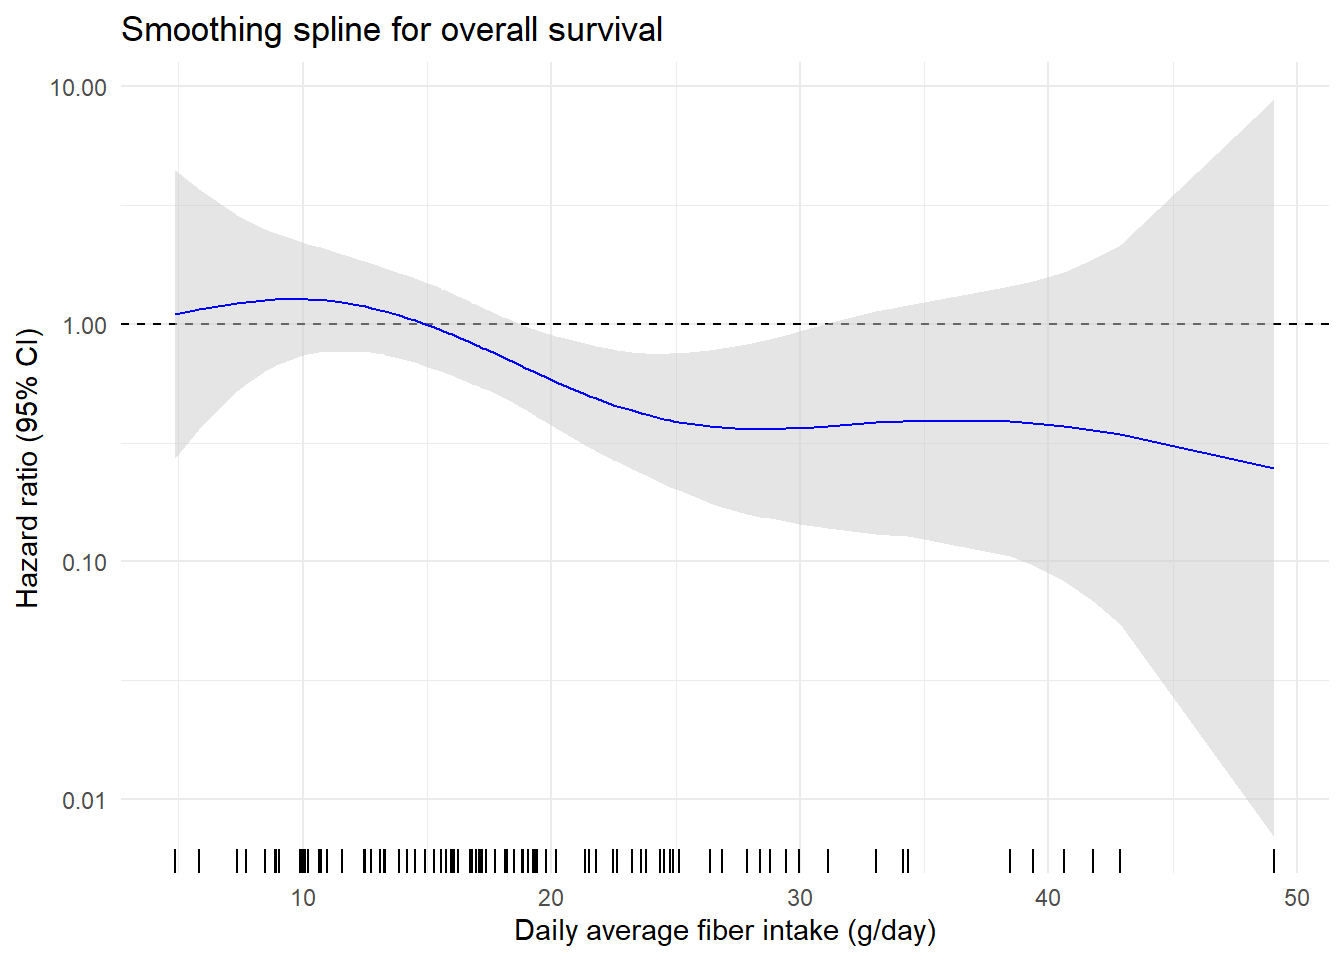 Smoothing spline for overall survival
10.00
1.00
0.10
0.01
Hazard ratio (95% CI)
10 20 30 40 50
Daily average fiber intake (g/day)